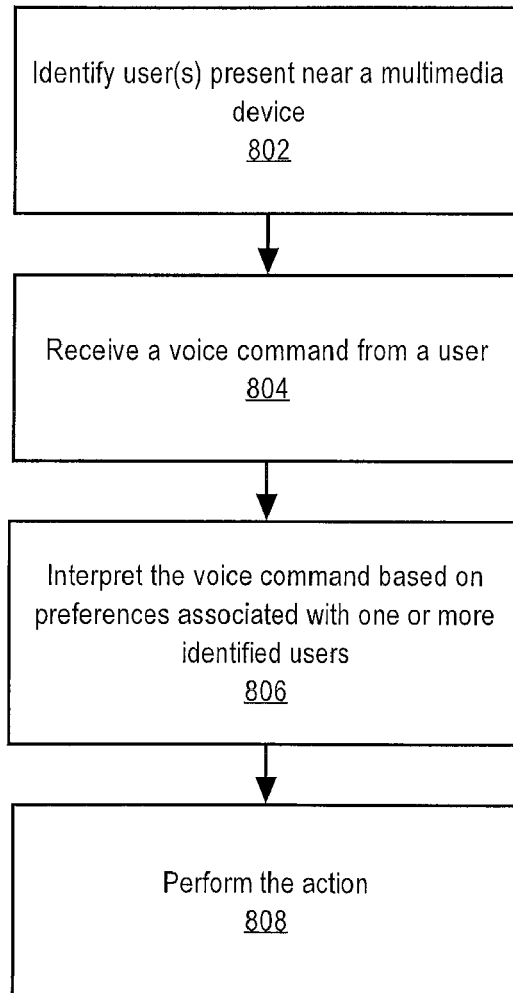 Identify user(s) present near a multimedia
device
802
Receive a voice command from a user
804
Interpret the voice command based on
preferences associated with one or more
identified users
806
Perform the action
808